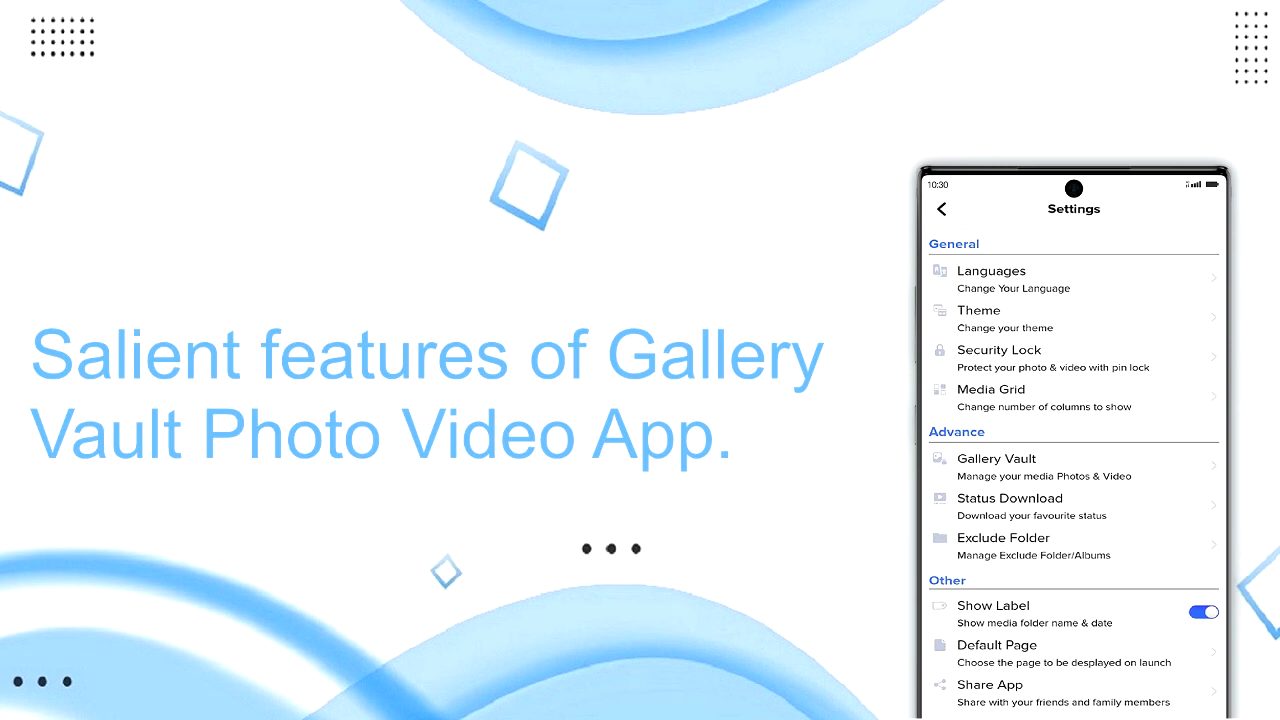 Salient features of Gallery
Vault Photo Video App.
10:30
Settings
General
Languages
Change Your Language
Theme
Change your theme
Security Lock
Protect your photo & video with pin lock
Media Grid
Change number of columns to show
Advance
Gallery Vault
Manage your media Photos & Video
Status Download
Download your favourite status
Exclude Folder
Manage Exclude Folder/Albums
Other
Show Label
Show media folder name & date
Default Page
Choose the page to be desplayed on launch
Share App
Share with your friends and family members